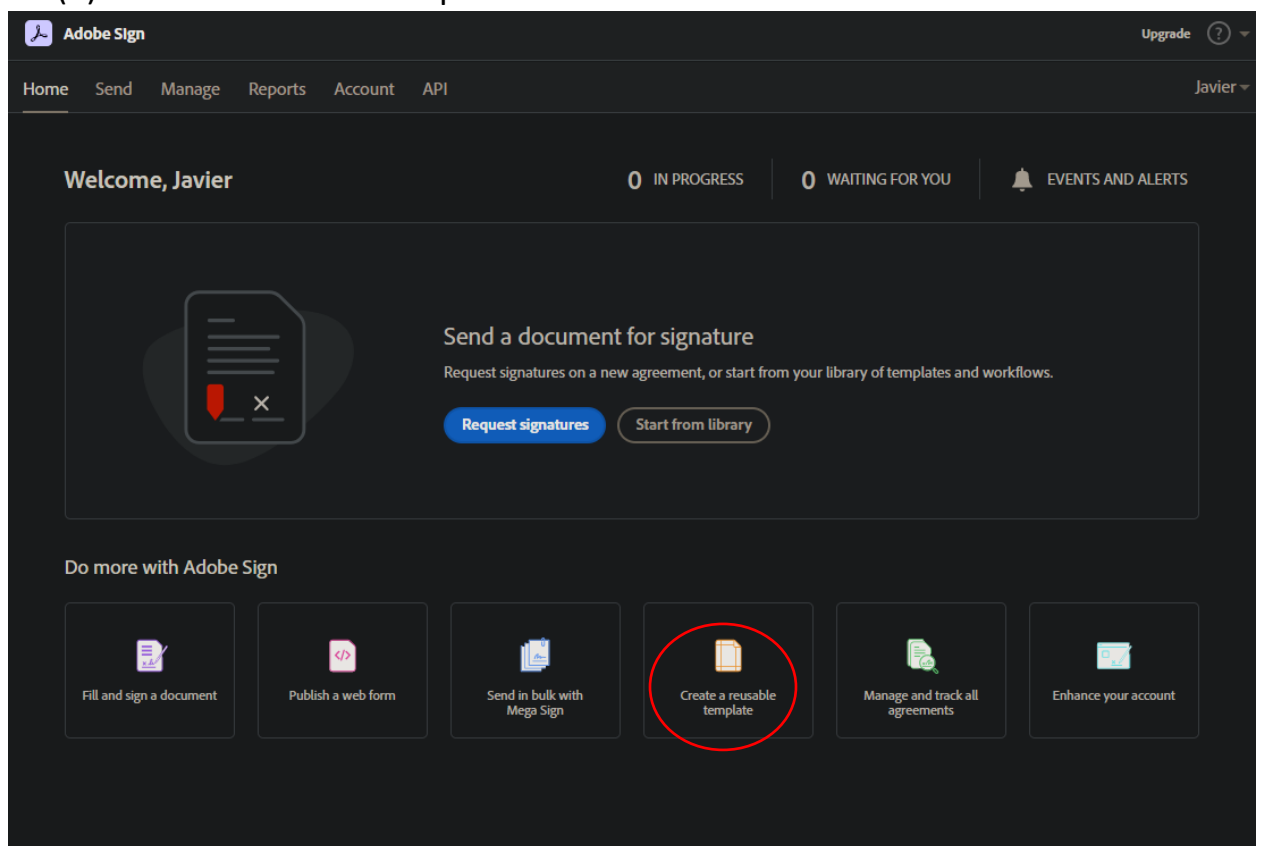 Adobe Sign
Upgrade
Home Send Manage Reports Account API
Javier
Welcome, Javier
0 IN PROGRESS
0 WAITING FOR YOU
EVENTS AND ALERTS
Send a document for signature
Request signatures on a new agreement, or start from your library of templates and workflows.
Request signatures
Start from library
Do more with Adobe Sign
Fill and sign a document
Publish a web form
Send in bulk with
Mega Sign
Create a reusable
template
Manage and track all
agreements
Enhance your account